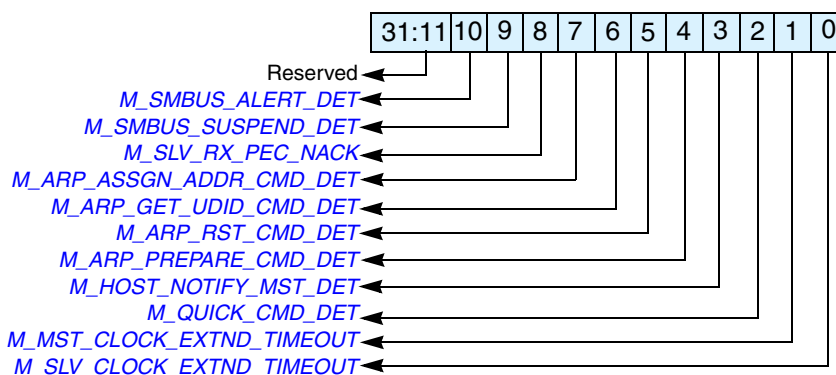 31:11 10 9 8 7 6 5 4 3 2 1 0
Reserved
M_SMBUS_ALERT_DET
M_SMBUS_SUSPEND_DET
M_SLV_RX_PEC_NACK
M_ARP_ASSGN_ADDR_CMD_DET
M_ARP_GET_UDID_CMD_DET
M_ARP_RST_CMD_DET
M_ARP_PREPARE_CMD_DET
M_HOST_NOTIFY_MST_DET
M_QUICK_CMD_DET
M_MST_CLOCK_EXTND_TIMEOUT
M_SLV_CLOCK_EXTND_TIMEOUT